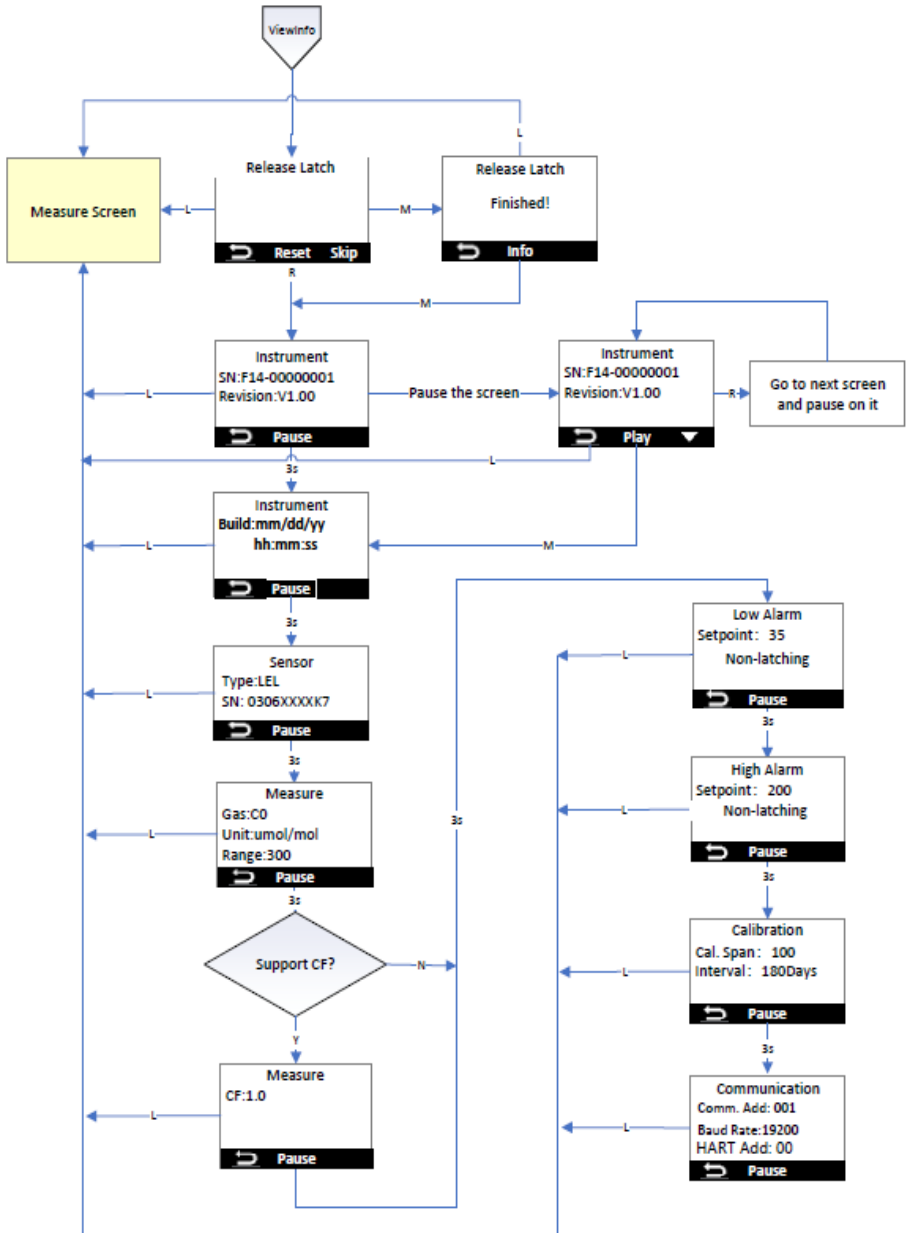 ViewInfo
L
Release Latch
Reset Skip
Release Latch
Finished!
Info
Measure Screen
L
M
R
M
Instrument
SN:F14-00000001
Revision:V1.00
Pause
L
Pause the screen
Instrument
SN:F14-00000001
Revision:V1.00
Play
R
Go to next screen
and pause on it
L
3s
Instrument
Build:mm/dd/yy
hh:mm:ss
Pause
L
M
3s
Sensor
Type:LEL
SN: 0306XXXXK7
Pause
L
3s
Measure
Gas:C0
Unit:umol/mol
Range:300
Pause
L
3s
Support CF?
N
Y
Measure
CF:1.0
Pause
L
3s
Low Alarm
Setpoint: 35
Non-latching
Pause
L
3s
High Alarm
Setpoint: 200
Non-latching
Pause
L
3s
Calibration
Cal. Span: 100
Interval: 180Days
Pause
L
3s
Communication
Comm. Add: 001
Baud Rate:19200
HART Add: 00
Pause
L